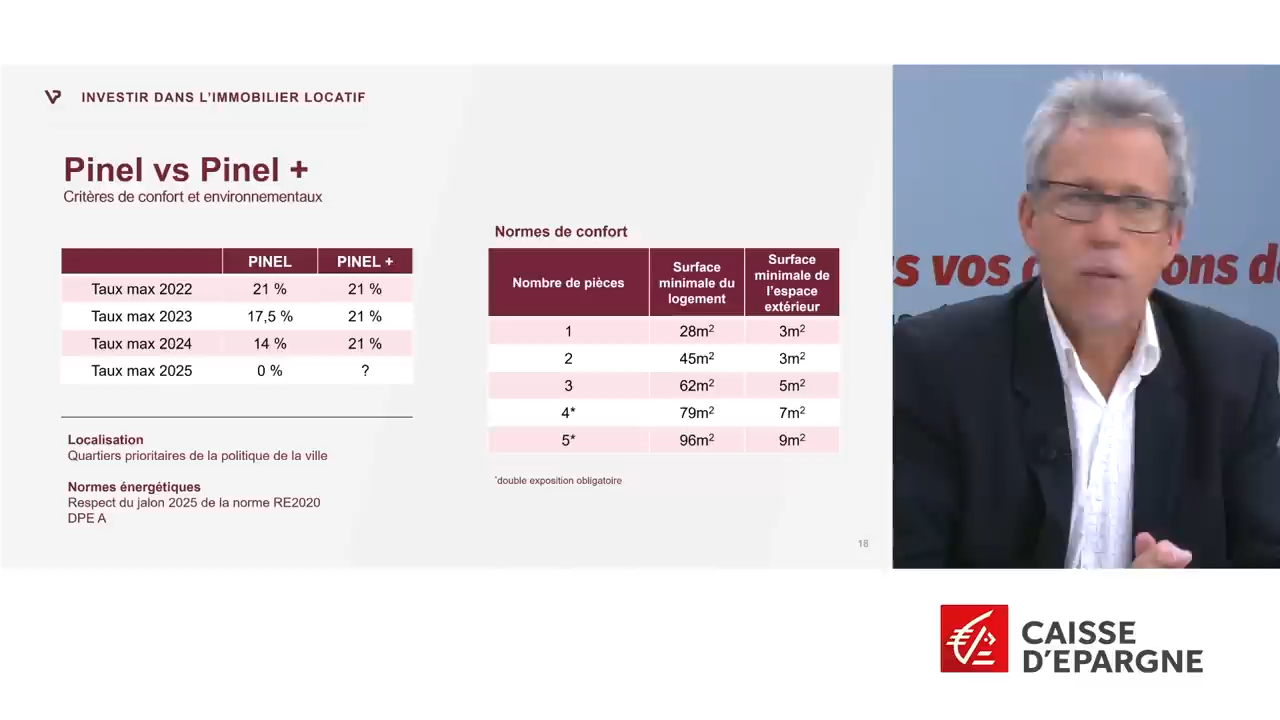 INVESTIR DANS L'IMMOBILIER LOCATIF
Pinel vs Pinel +
Critères de confort et environnementaux
PINEL PINEL +
Taux max 2022 21 % 21 %
Taux max 2023 17,5 % 21 %
Taux max 2024 14 % 21 %
Taux max 2025 0 % ?
Localisation
Quartiers prioritaires de la politique de la ville
Normes énergétiques
Respect du jalon 2025 de la norme RE2020
DPE A
Normes de confort
Nombre de pièces
Surface
minimale du
logement
Surface
minimale de
l'espace
extérieur
1 28m² 3m²
2 45m² 3m²
3 62m² 5m²
4* 79m² 7m²
5* 96m² 9m²
*double exposition obligatoire
18
vos
CAISSE
D'EPARGNE